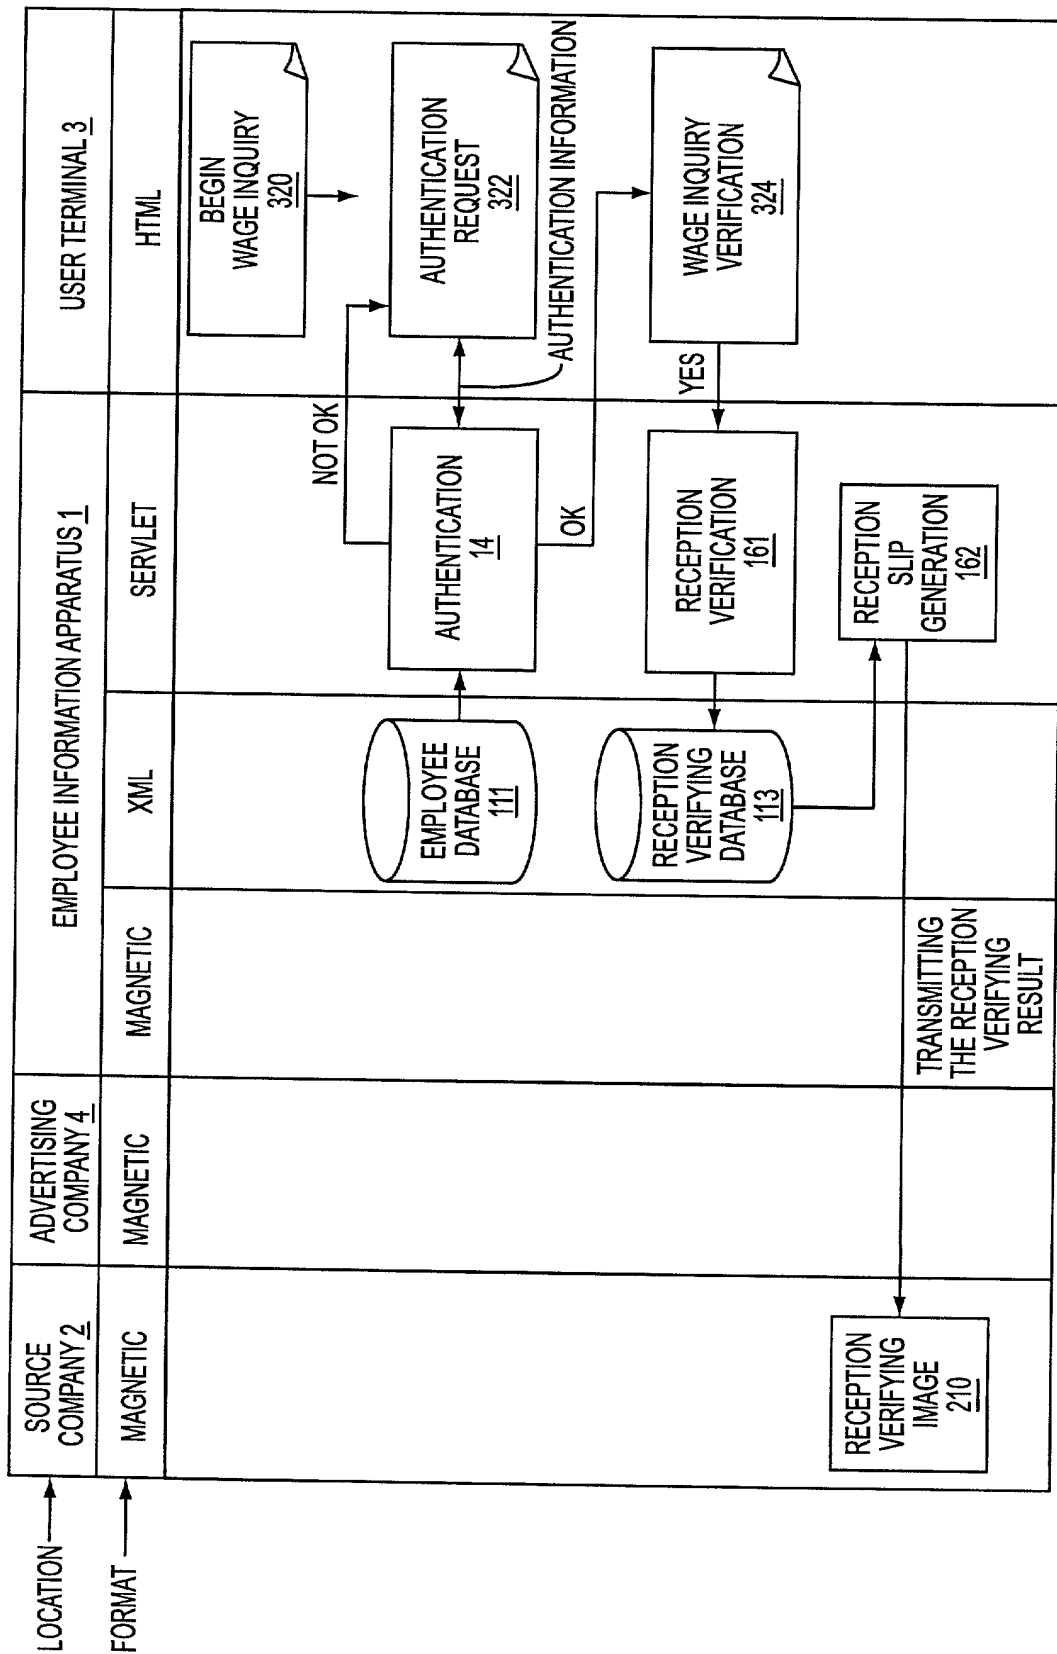 LOCATION
SOURCE
COMPANY 2
ADVERTISING
COMPANY 4
EMPLOYEE INFORMATION APPARATUS 1
USER TERMINAL 3
FORMAT
MAGNETIC
MAGNETIC
MAGNETIC
XML
SERVLET
HTML
BEGIN
WAGE INQUIRY
320
NOT OK
EMPLOYEE
DATABASE
111
AUTHENTICATION
14
AUTHENTICATION
REQUEST
322
AUTHENTICATION INFORMATION
OK
RECEPTION
VERIFYING
DATABASE
113
RECEPTION
VERIFICATION
161
YES
WAGE INQUIRY
VERIFICATION
324
RECEPTION
SLIP
GENERATION
162
RECEPTION
VERIFYING
IMAGE
210
TRANSMITTING
THE RECEPTION
VERIFYING
RESULT